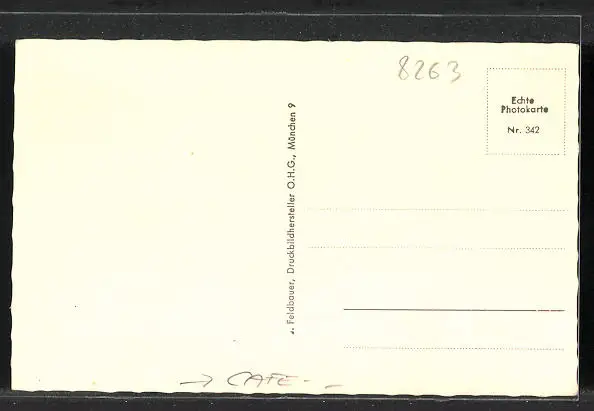 8263
Echte
Photokarte
Nr. 342
Feldbauer, Druckbildhersteller O.H.G., München 9
→ CAFE - -